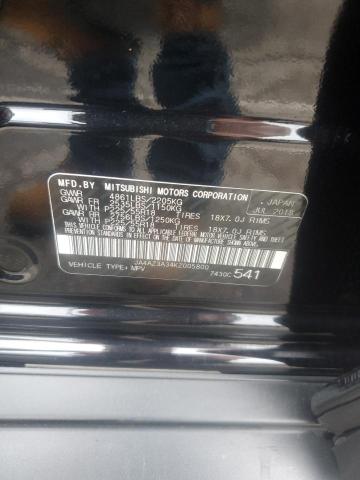 MFD.BY MITSUBISHI MOTORS CORPORATION JAPAN
GVWR 4861LBS/2205KG JUL 2018
GAWR FR 2535LBS/1150KG
WITH P225/55R18 TIRES 18X7.0J RIMS
GAWR RR /1250KG
WITH P225/55R18 TIRES 18X7.0J RIMS
JA4AZ3A34KZ005800
VEHICLE TYPE: MPV 7430C 541